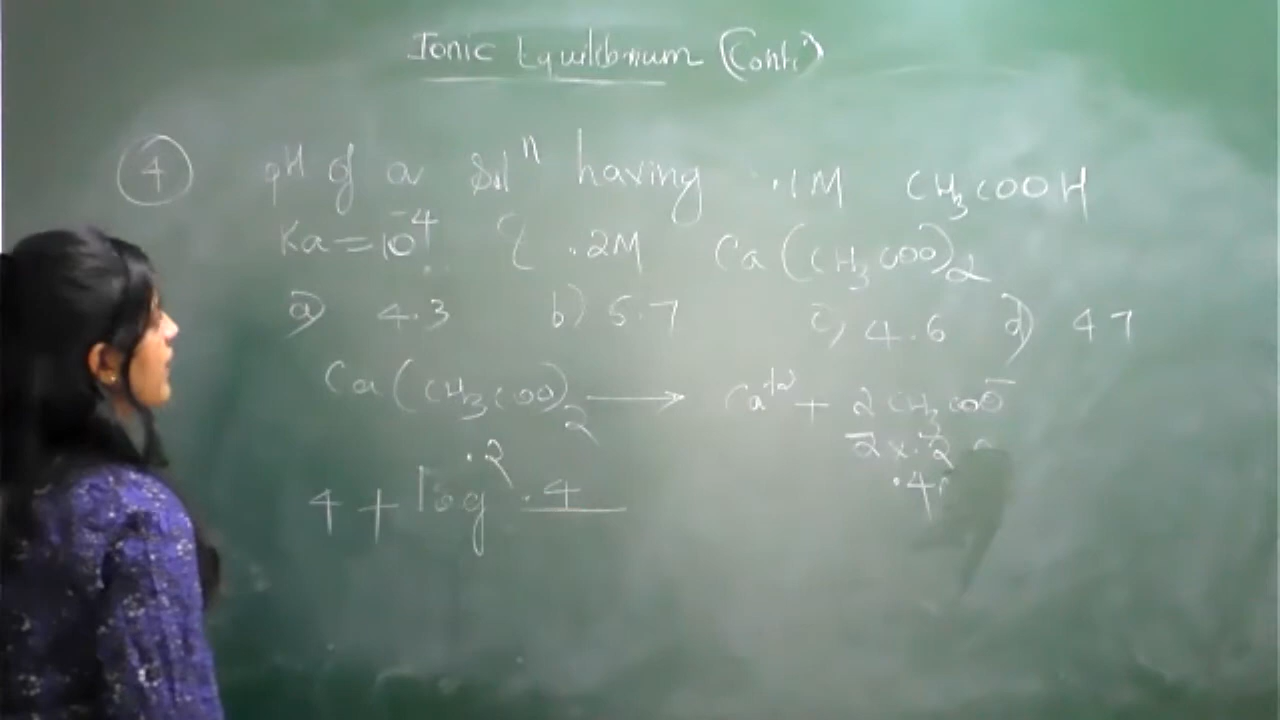 Ionic Equilibrium (Conti)
4 pH of a Solⁿ having .1M CH₃COOH
Ka = 10⁻⁴ & .2M Ca(CH₃COO)₂
a) 4.3 b) 5.7 c) 4.6 d) 4.7
Ca(CH₃COO)₂ → Ca⁺² + 2CH₃COO⁻
.2 2 x .2
4 + log .4 .4